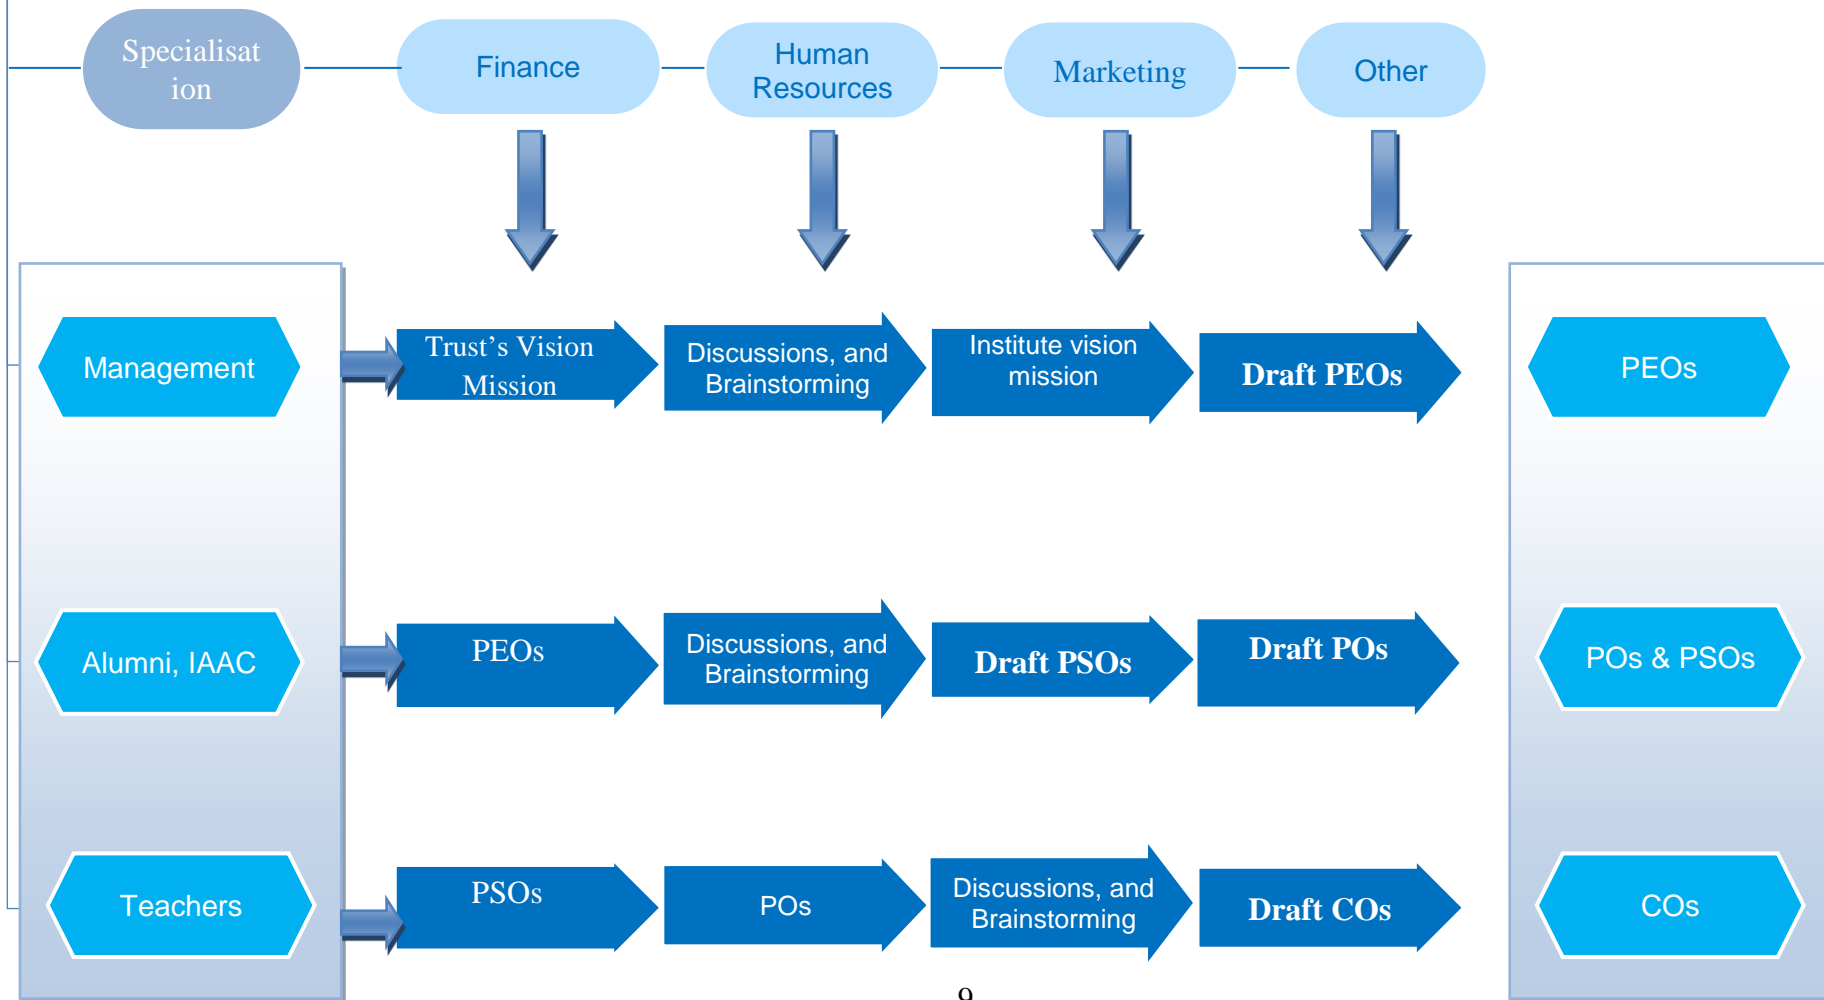 Specialisat
ion
Finance
Human
Resources
Marketing
Other
Management
Trust's Vision
Mission
Discussions, and
Brainstorming
Institute vision
mission
Draft PEOs
PEOs
Alumni, IAAC
PEOs
Discussions, and
Brainstorming
Draft PSOs
Draft POs
POs & PSOs
Teachers
PSOs
POs
Discussions, and
Brainstorming
Draft COs
COs
9